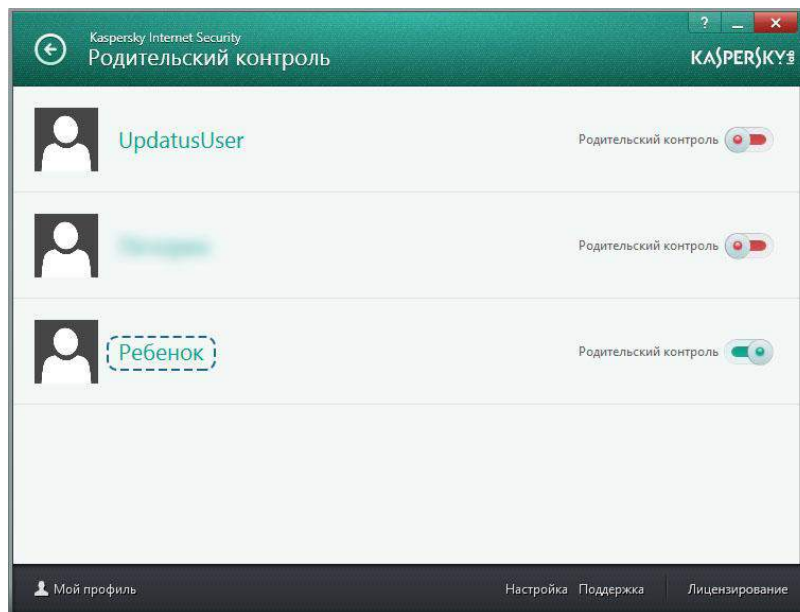 ?
Kaspersky Internet Security
Родительский контроль
KASPERSKY LAB
UpdatusUser
Родительский контроль
Родительский контроль
Ребенок
Родительский контроль
Мой профиль
Настройка
Поддержка
Лицензирование